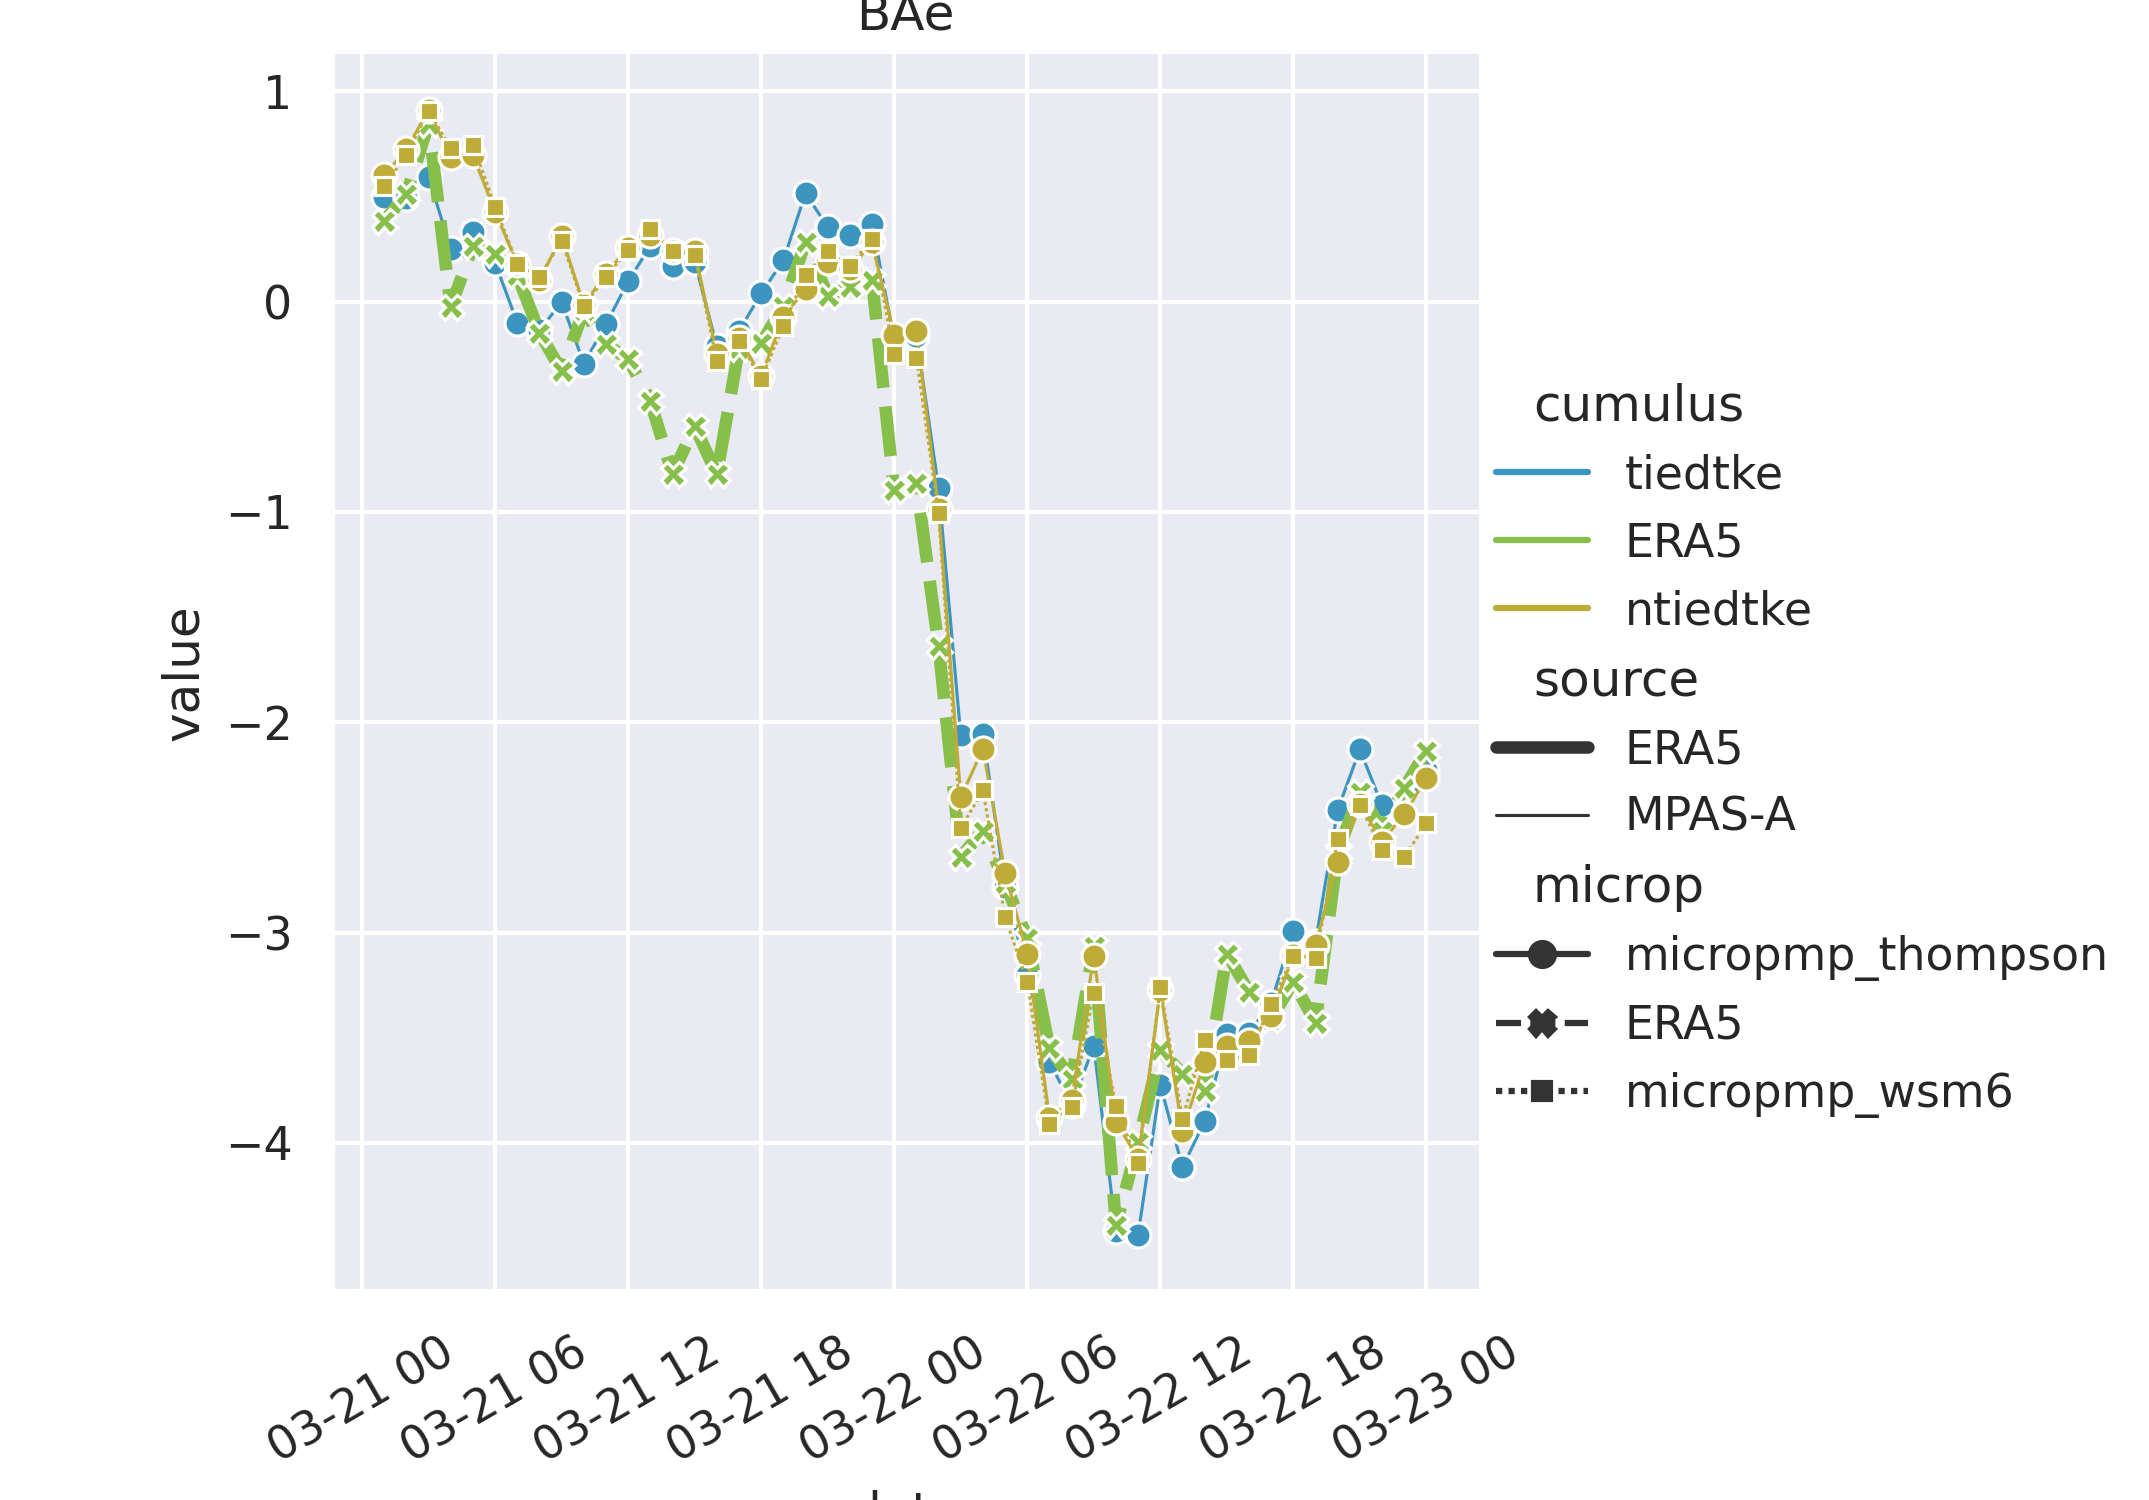 BAe
1
0
−1
−2
−3
−4
value
03-21 00
03-21 06
03-21 12
03-21 18
03-22 00
03-22 06
03-22 12
03-22 18
03-23 00
cumulus
tiedtke
ERA5
ntiedtke
source
ERA5
MPAS-A
microp
micropmp_thompson
ERA5
micropmp_wsm6